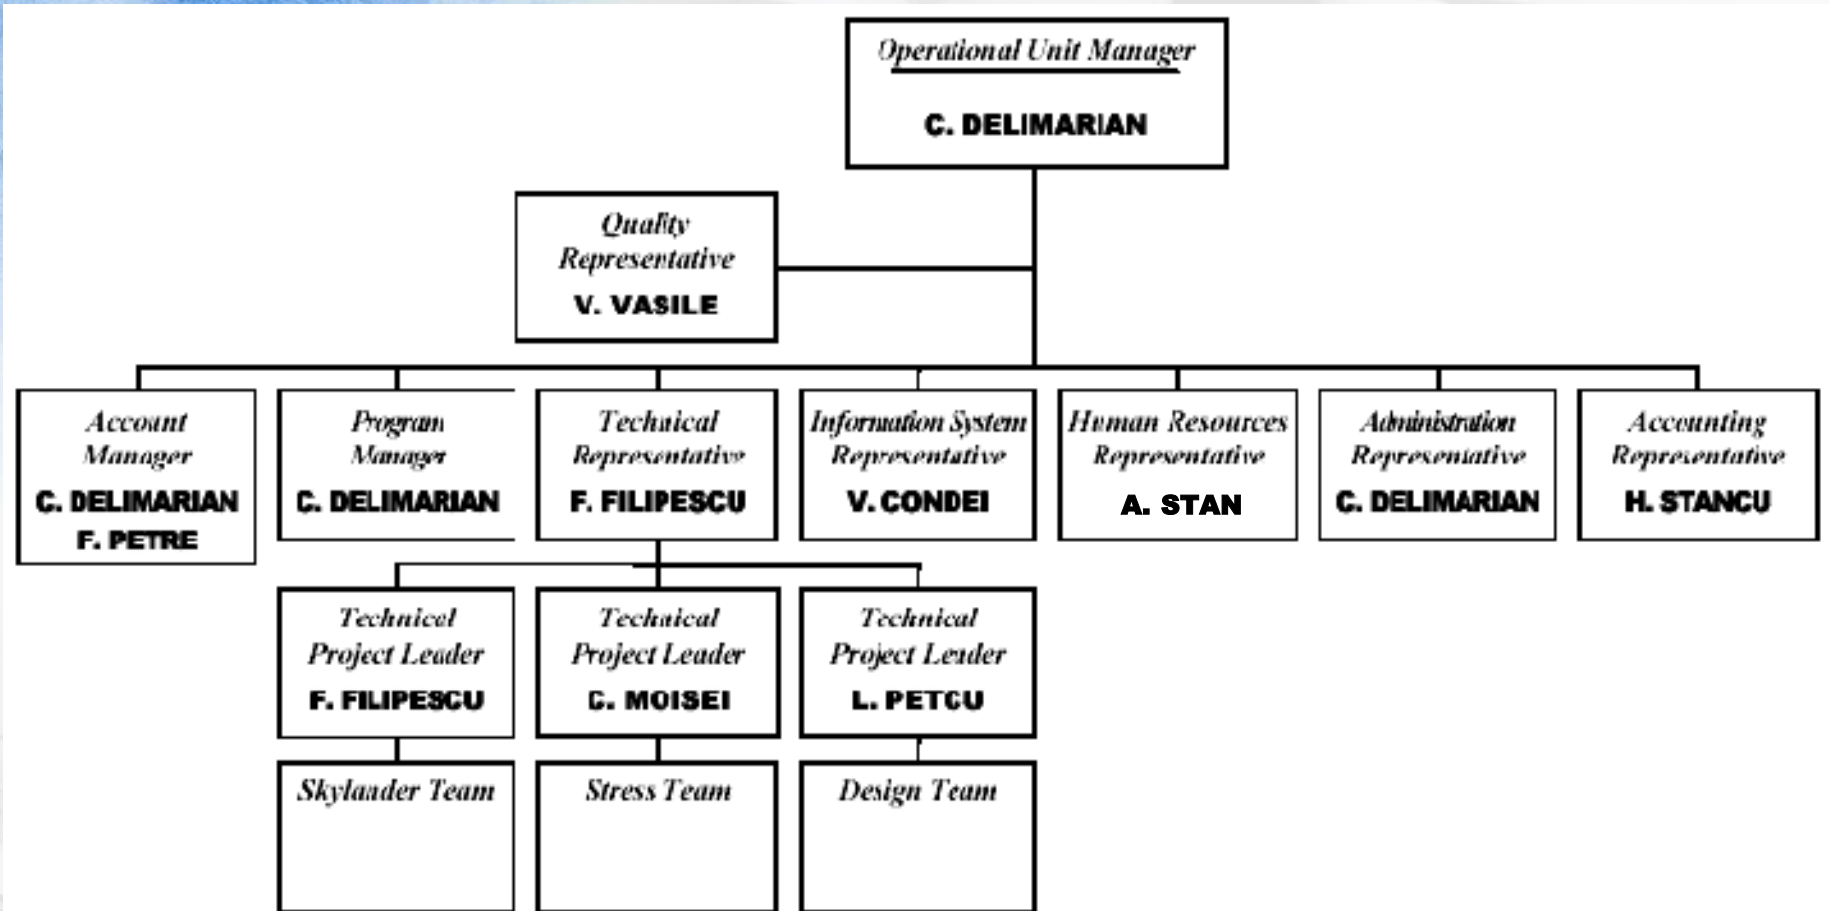 Operational Unit Manager
C. DELIMARIAN
Quality
Representative
V. VASILE
Account
Manager
C. DELIMARIAN
F. PETRE
Program
Manager
C. DELIMARIAN
Technical
Representative
F. FILIPESCU
Information System
Representative
V. CONDEI
Human Resources
Representative
A. STAN
Administration
Representative
C. DELIMARIAN
Accounting
Representative
H. STANCU
Technical
Project Leader
F. FILIPESCU
Technical
Project Leader
C. MOISEI
Technical
Project Leader
L. PETCU
Skylander Team
Stress Team
Design Team